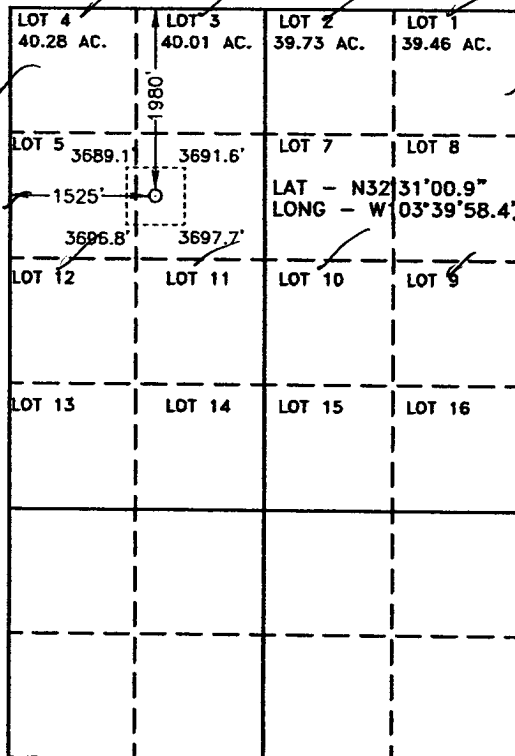 LOT 4 LOT 3 LOT 2 LOT 1
40.28 AC. 40.01 AC. 39.73 AC. 39.46 AC.
1980'
LOT 5 LOT 7 LOT 8
3689.1' 3691.6'
1525'
LAT - N32°31'00.9"
LONG - W103°39'58.4"
3696.8' 3697.7'
LOT 12 LOT 11 LOT 10 LOT 9
LOT 13 LOT 14 LOT 15 LOT 16